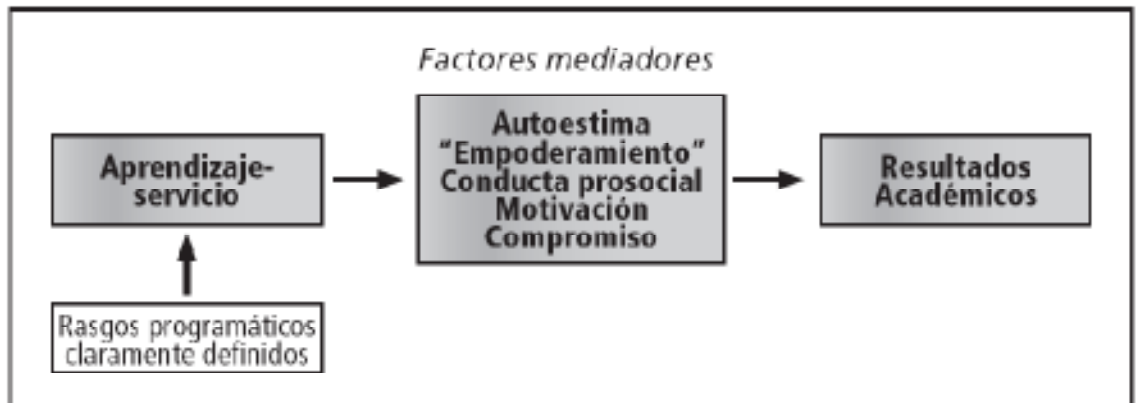 Factores mediadores
Aprendizaje-
servicio
Autoestima
"Empoderamiento"
Conducta prosocial
Motivación
Compromiso
Resultados
Académicos
Rasgos programáticos
claramente definidos